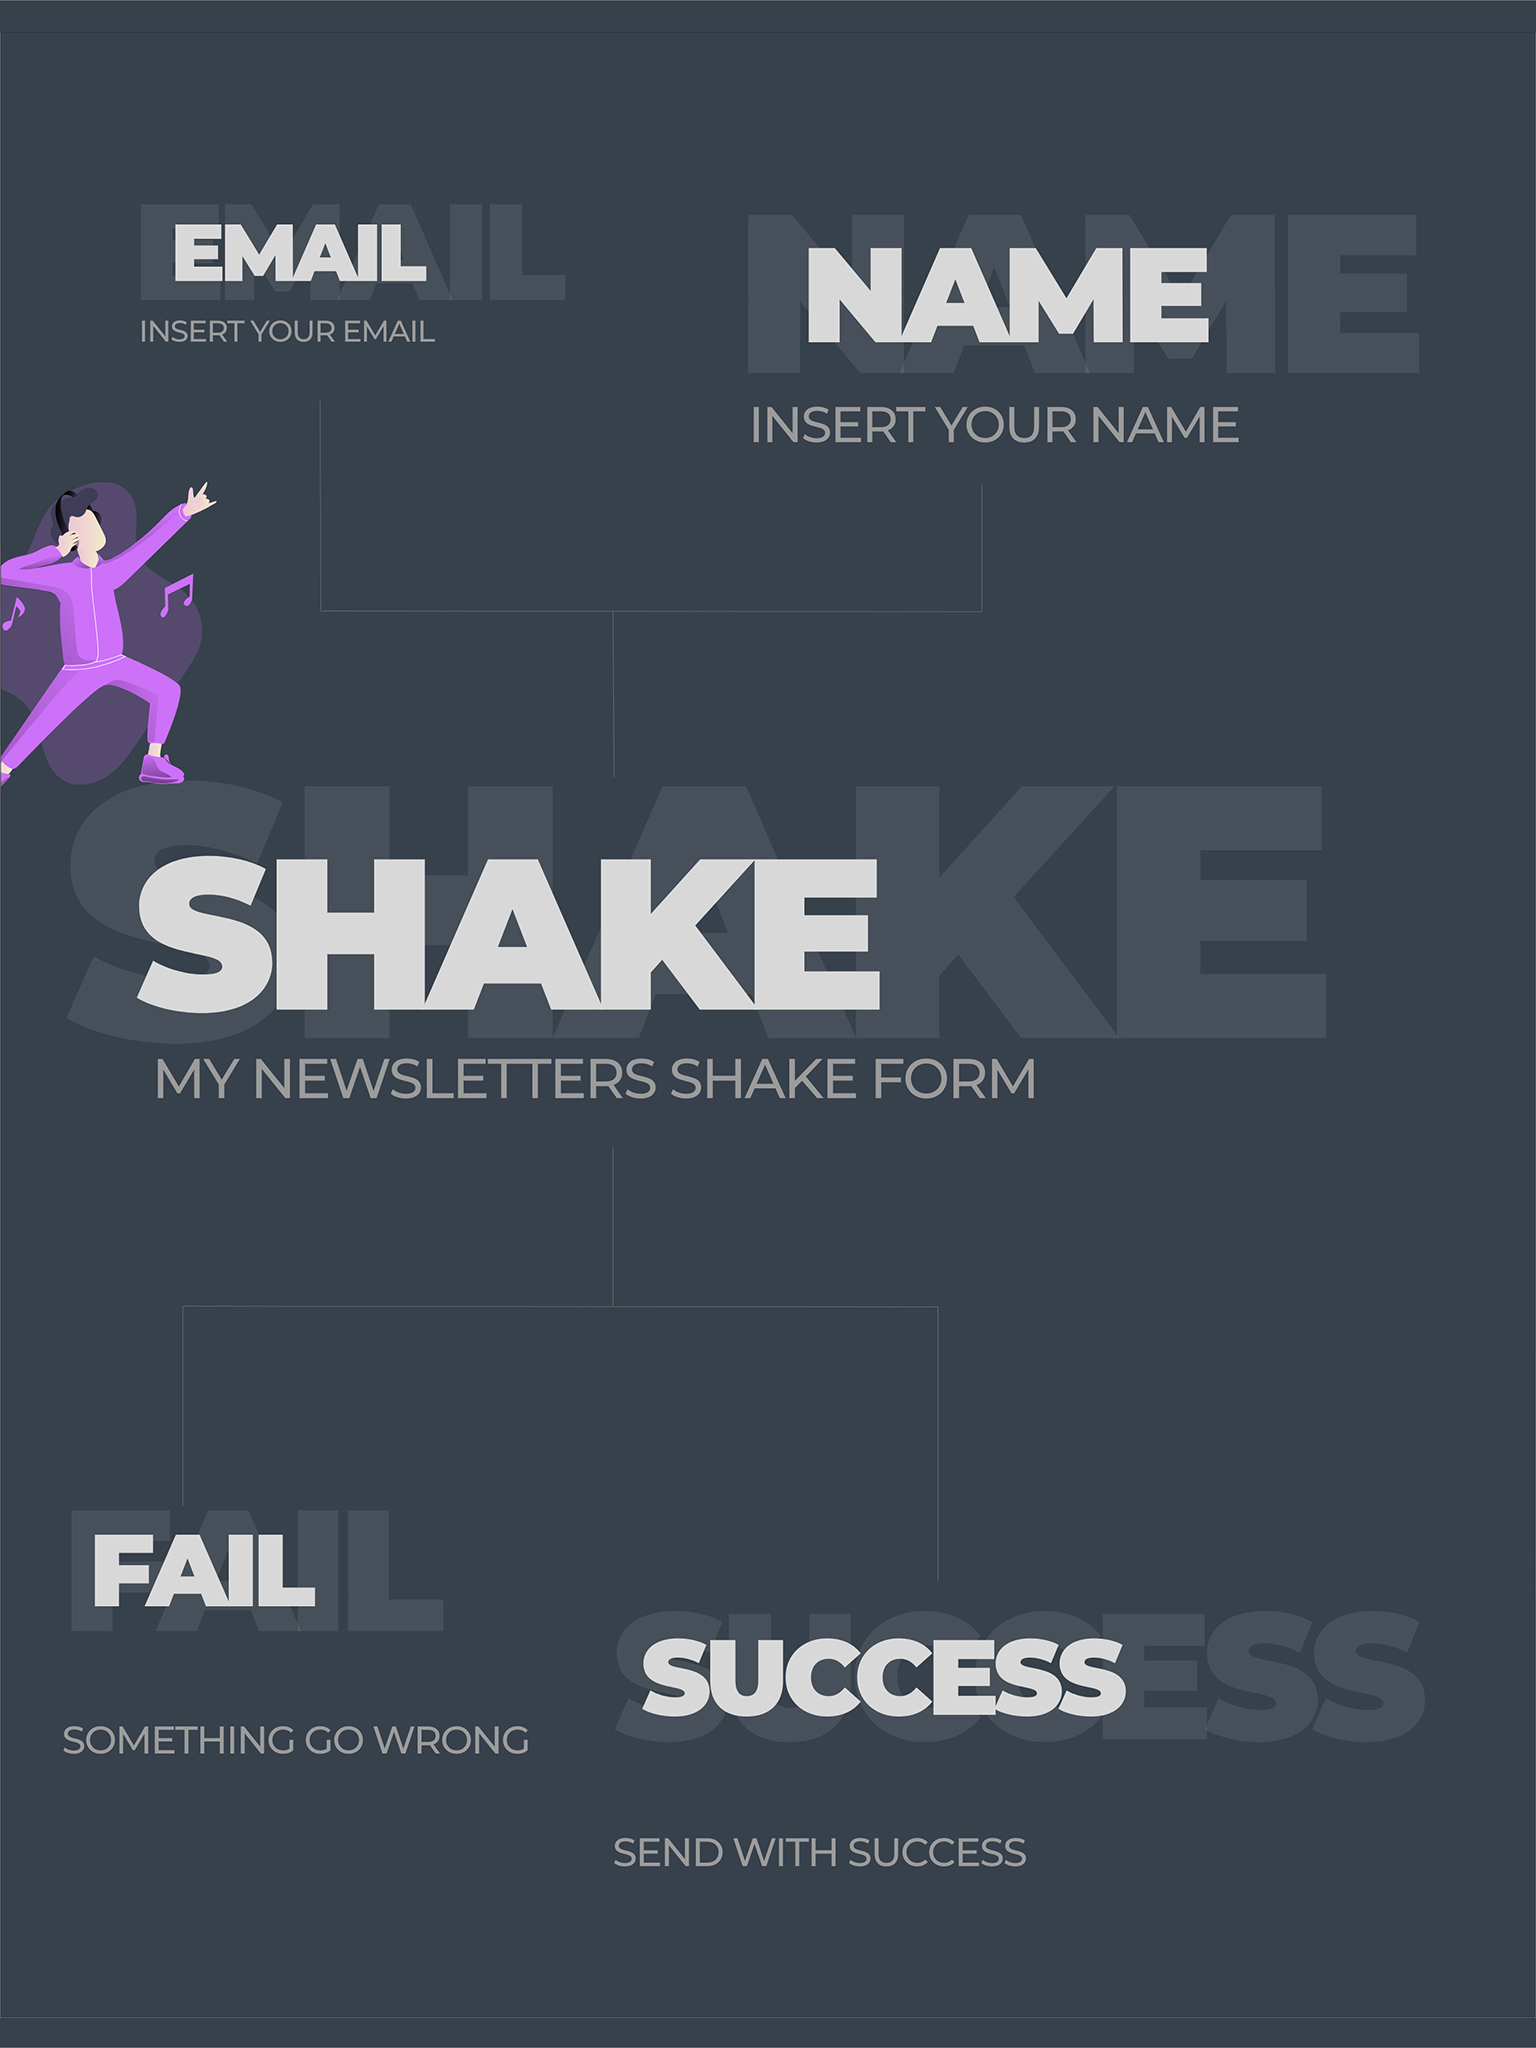 EMAIL
INSERT YOUR EMAIL
NAME
INSERT YOUR NAME
SHAKE
MY NEWSLETTERS SHAKE FORM
FAIL
SOMETHING GO WRONG
SUCCESS
SEND WITH SUCCESS